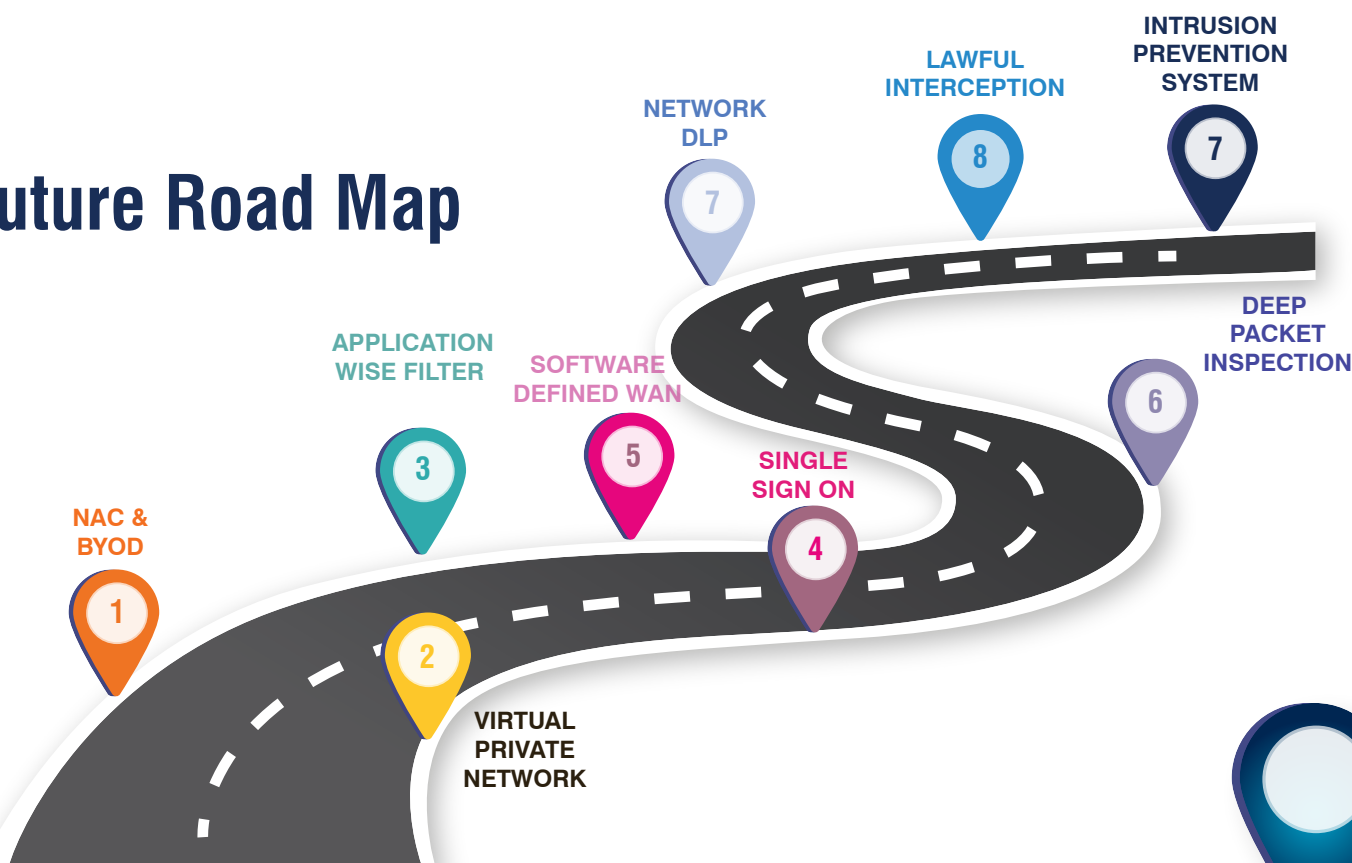 uture Road Map
NAC &
BYOD
1
2
VIRTUAL
PRIVATE
NETWORK
APPLICATION
WISE FILTER
3
SINGLE
SIGN ON
4
SOFTWARE
DEFINED WAN
5
DEEP
PACKET
INSPECTION
6
NETWORK
DLP
7
LAWFUL
INTERCEPTION
8
INTRUSION
PREVENTION
SYSTEM
7